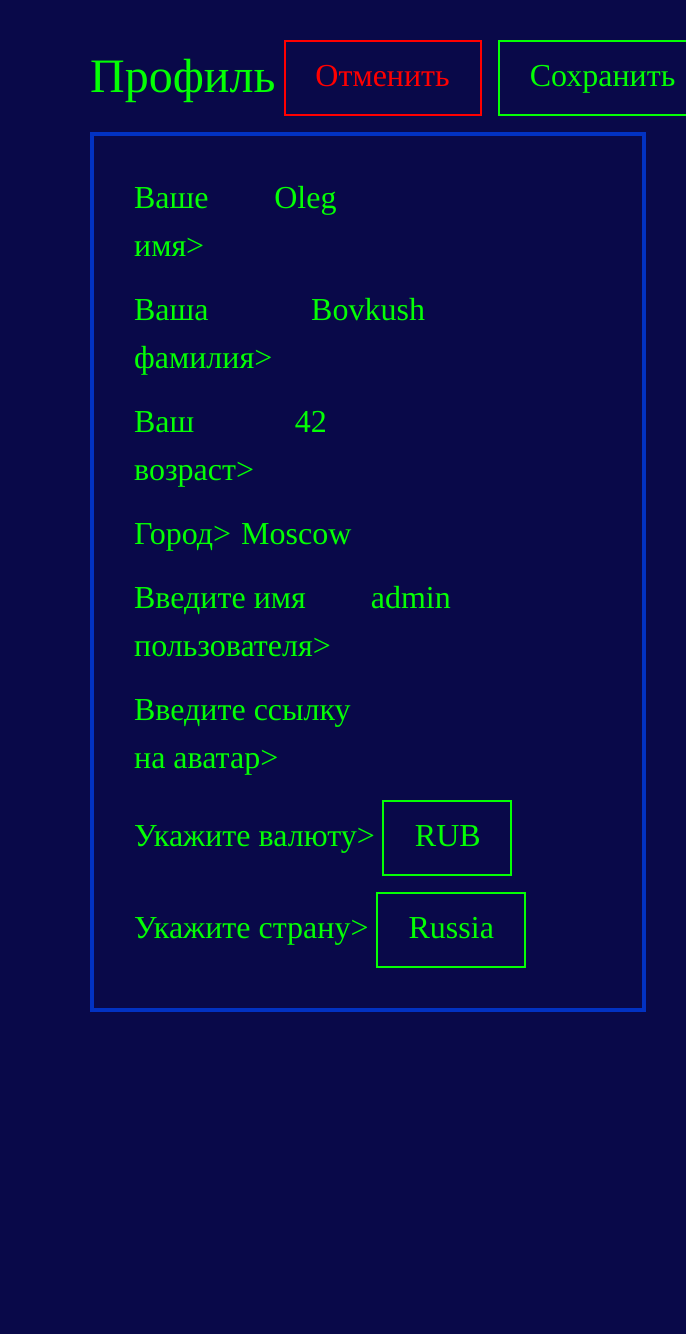 Профиль Отменить Сохранить
Ваше Oleg
имя>
Ваша Bovkush
фамилия>
Ваш 42
возраст>
Город> Moscow
Введите имя admin
пользователя>
Введите ссылку
на аватар>
Укажите валюту> RUB
Укажите страну> Russia